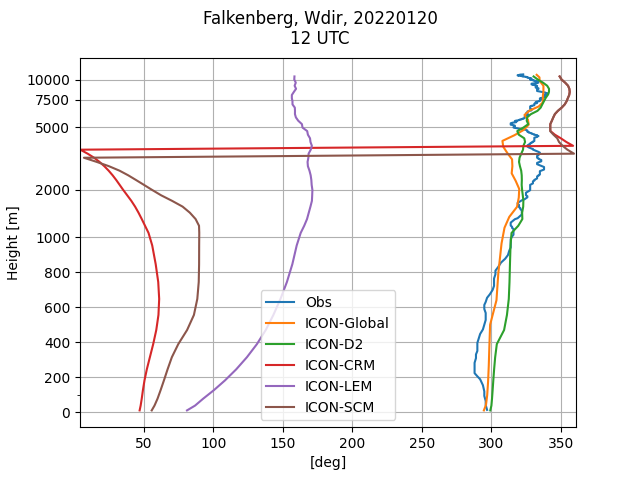 Falkenberg, Wdir, 20220120
12 UTC
10000
7500
5000
2000
1000
800
600
400
200
0
Height [m]
Obs
ICON-Global
ICON-D2
ICON-CRM
ICON-LEM
ICON-SCM
50 100 150 200 250 300 350
[deg]